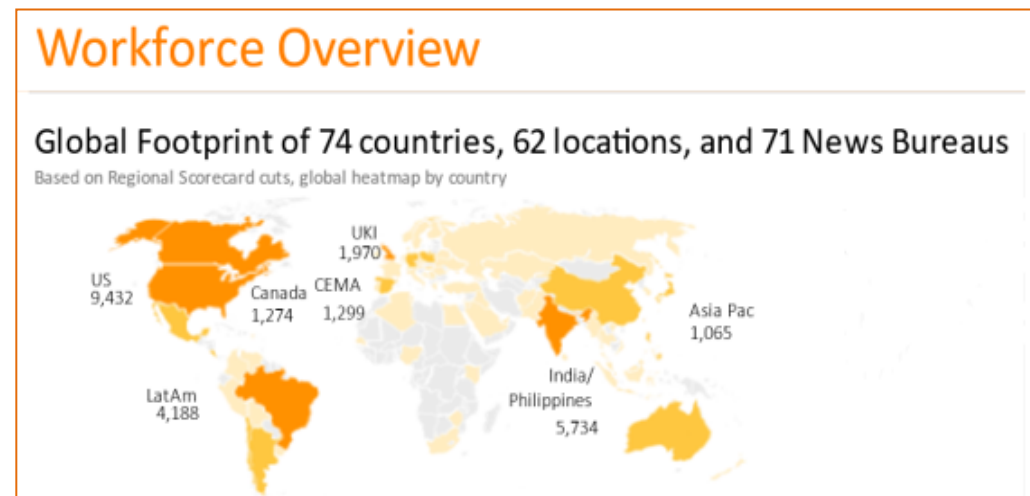 Workforce Overview
Global Footprint of 74 countries, 62 locations, and 71 News Bureaus
Based on Regional Scorecard cuts, global heatmap by country
UKI
1,970
US
9,432
Canada
1,274
CEMA
1,299
Asia Pac
1,065
India/
Philippines
5,734
LatAm
4,188